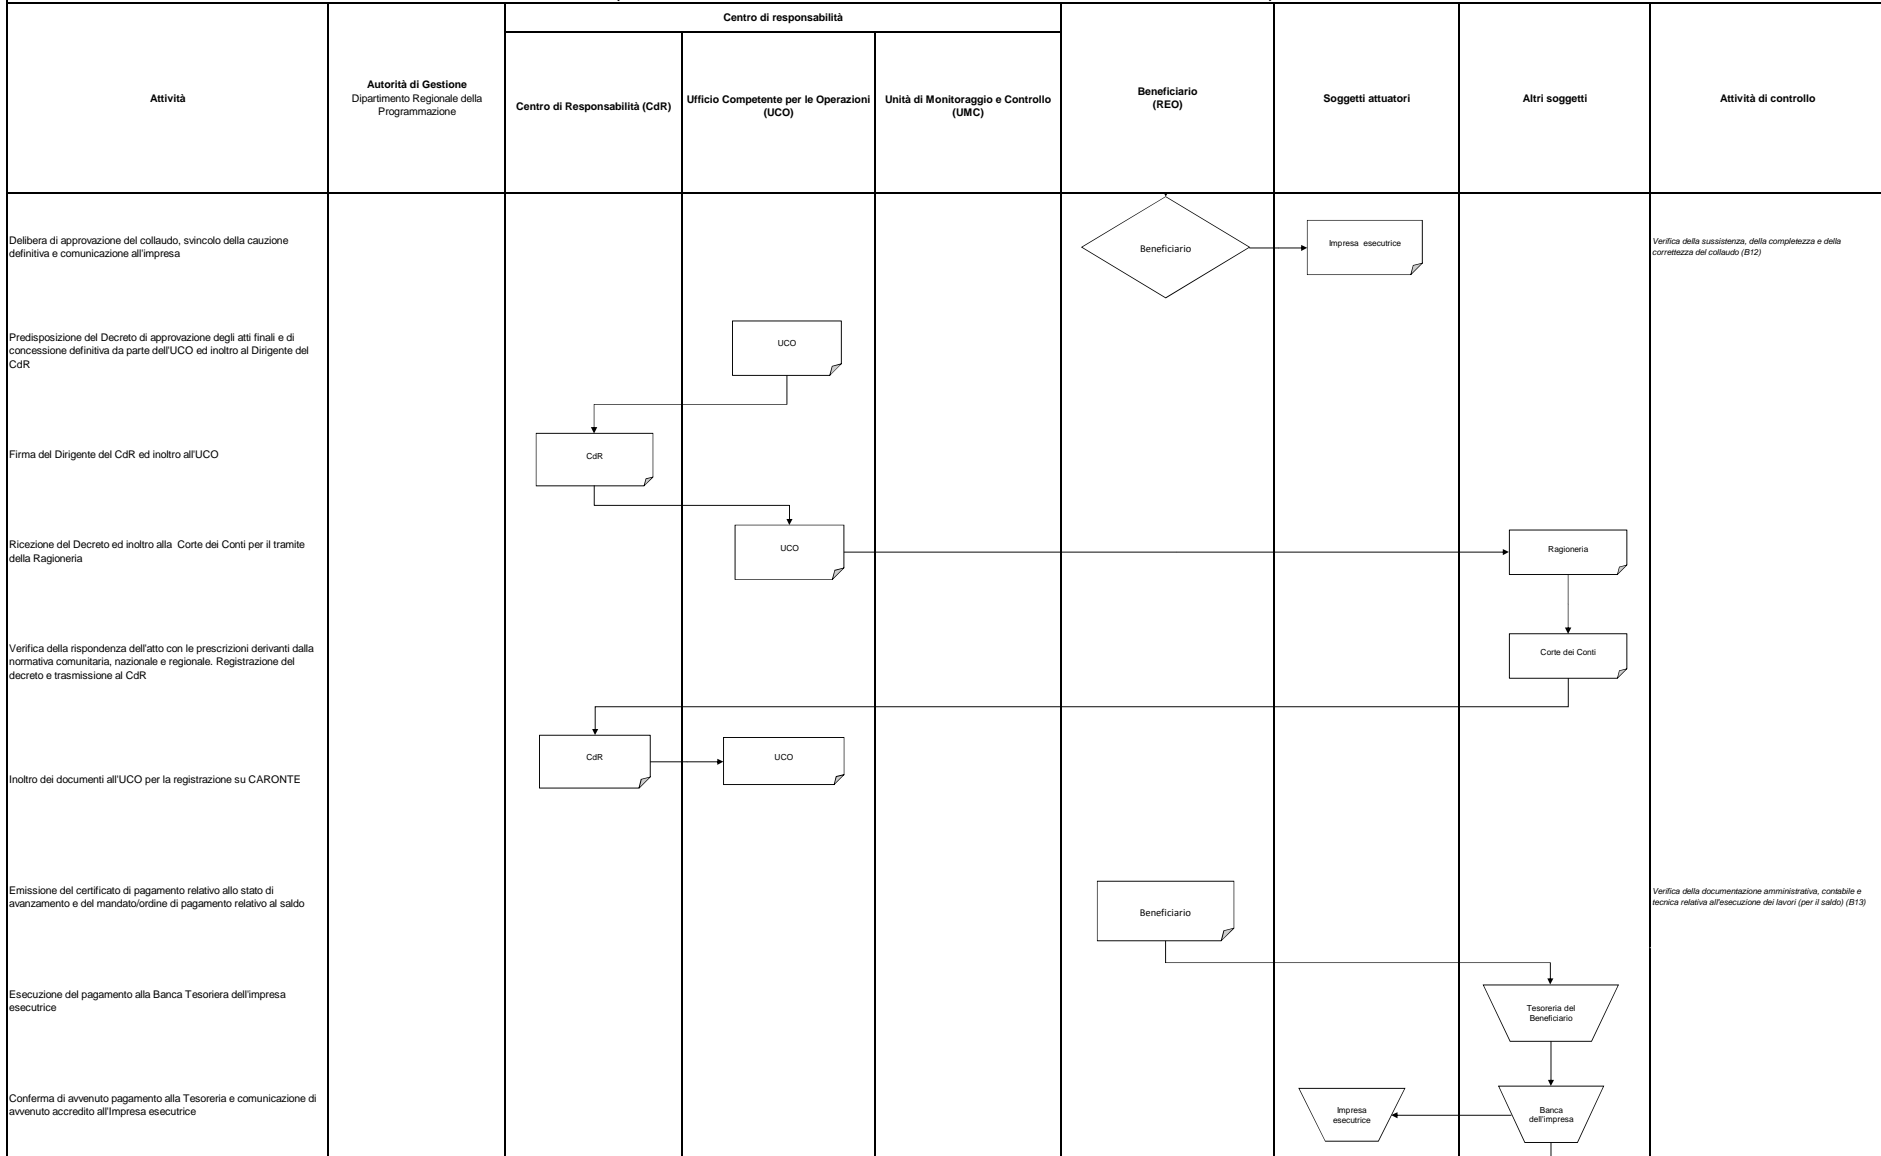 Centro di responsabilità
Attività
Autorità di Gestione
Dipartimento Regionale della
Programmazione
Centro di Responsabilità (CdR)
Ufficio Competente per le Operazioni
(UCO)
Unità di Monitoraggio e Controllo
(UMC)
Beneficiario
(REO)
Soggetti attuatori
Altri soggetti
Attività di controllo
Delibera di approvazione del collaudo, svincolo della cauzione
definitiva e comunicazione all'impresa
Beneficiario
Impresa esecutrice
Verifica della sussistenza, della completezza e della
correttezza del collaudo (B12)
Predisposizione del Decreto di approvazione degli atti finali e di
concessione definitiva da parte dell'UCO ed inoltro al Dirigente del
CdR
UCO
Firma del Dirigente del CdR ed inoltro all'UCO
CdR
Ricezione del Decreto ed inoltro alla Corte dei Conti per il tramite
della Ragioneria
UCO
Ragioneria
Verifica della rispondenza dell'atto con le prescrizioni derivanti dalla
normativa comunitaria, nazionale e regionale. Registrazione del
decreto e trasmissione al CdR
Corte dei Conti
Inoltro dei documenti all'UCO per la registrazione su CARONTE
CdR
UCO
Emissione del certificato di pagamento relativo allo stato di
avanzamento e del mandato/ordine di pagamento relativo al saldo
Beneficiario
Verifica della documentazione amministrativa, contabile e
tecnica relativa all'esecuzione dei lavori (per il saldo) (B13)
Esecuzione del pagamento alla Banca Tesoriera dell'impresa
esecutrice
Tesoreria del
Beneficiario
Conferma di avvenuto pagamento alla Tesoreria e comunicazione di
avvenuto accredito all'Impresa esecutrice
Impresa
esecutrice
Banca
dell'impresa